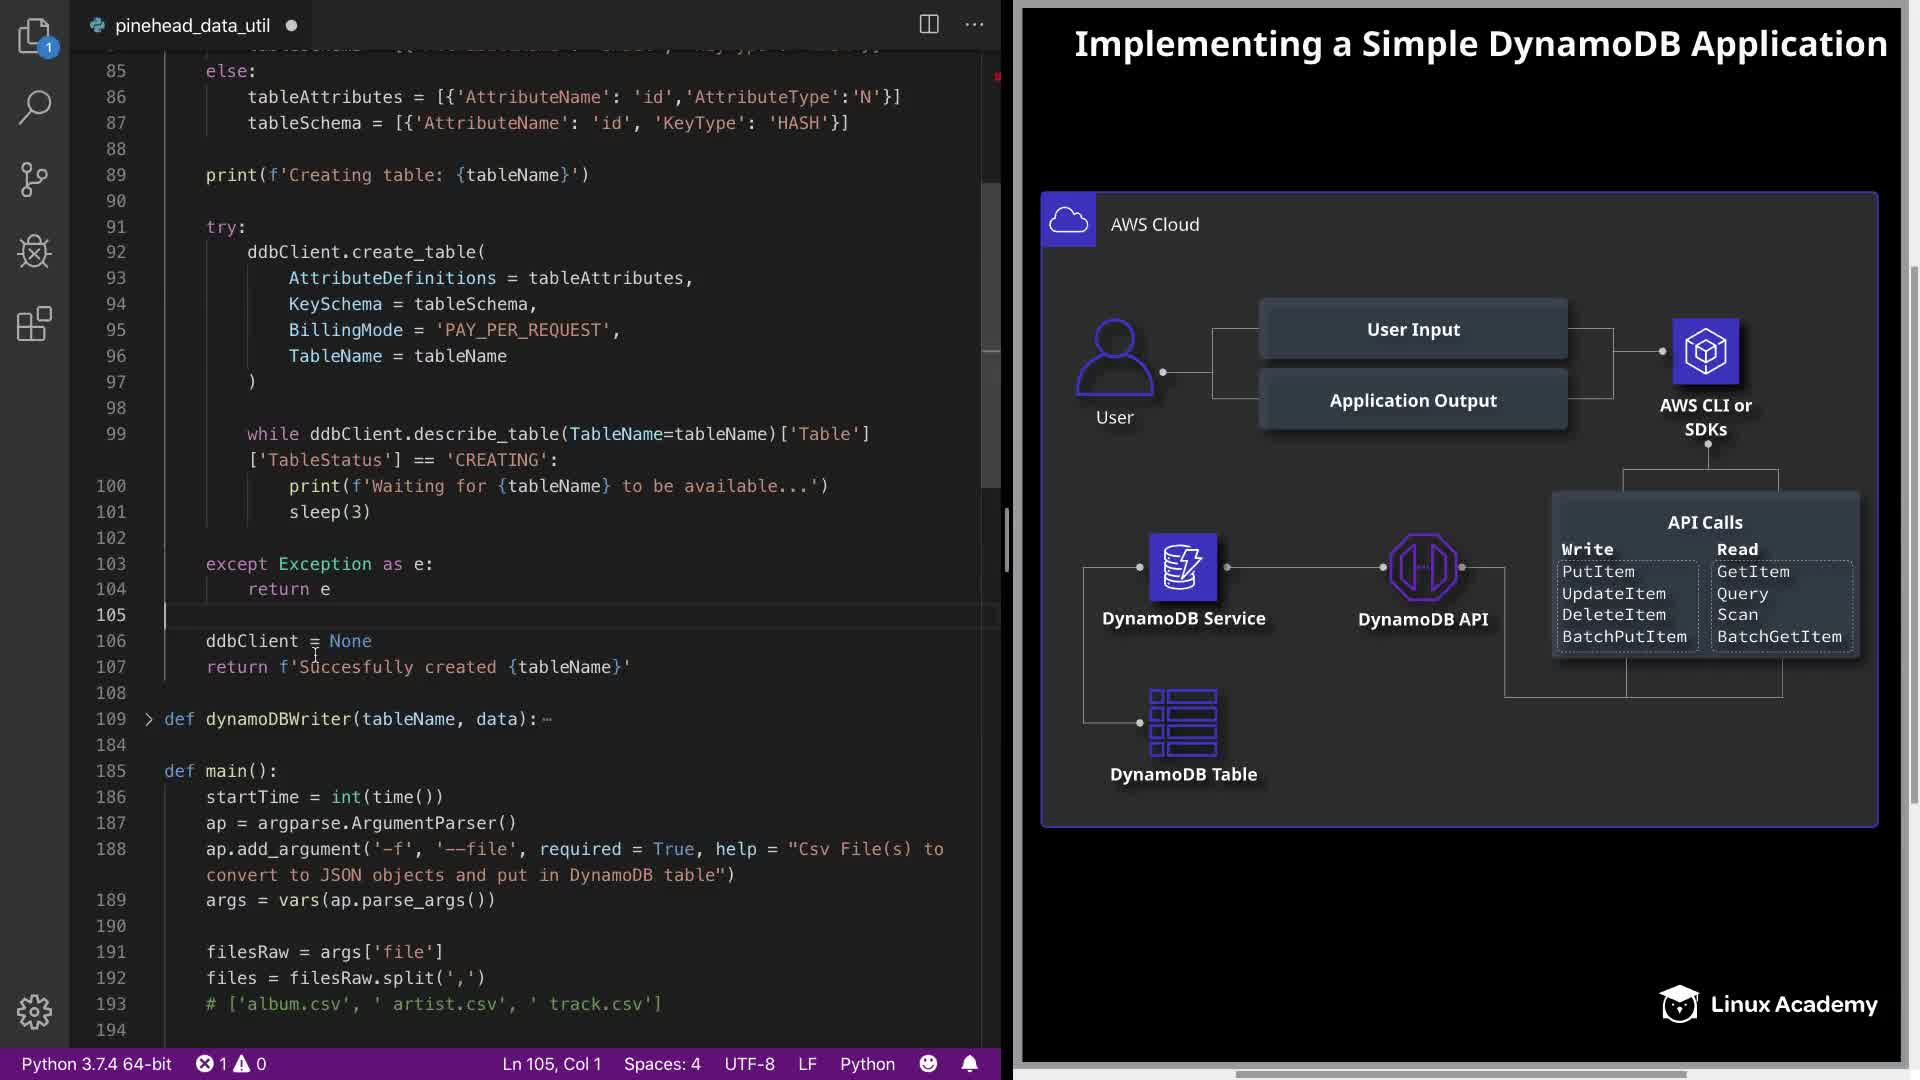 pinehead_data_util
85 else:
86 tableAttributes = [{'AttributeName': 'id','AttributeType':'N'}]
87 tableSchema = [{'AttributeName': 'id', 'KeyType': 'HASH'}]
88
89 print(f'Creating table: {tableName}')
90
91 try:
92 ddbClient.create_table(
93 AttributeDefinitions = tableAttributes,
94 KeySchema = tableSchema,
95 BillingMode = 'PAY_PER_REQUEST',
96 TableName = tableName
97 )
98
99 while ddbClient.describe_table(TableName=tableName)['Table']
['TableStatus'] == 'CREATING':
100 print(f'Waiting for {tableName} to be available...')
101 sleep(3)
102
103 except Exception as e:
104 return e
105
106 ddbClient = None
107 return f'Succesfully created {tableName}'
108
109 def dynamoDBWriter(tableName, data):
184
185 def main():
186 startTime = int(time())
187 ap = argparse.ArgumentParser()
188 ap.add_argument('-f', '--file', required = True, help = "Csv File(s) to
convert to JSON objects and put in DynamoDB table")
189 args = vars(ap.parse_args())
190
191 filesRaw = args['file']
192 files = filesRaw.split(',')
193 # ['album.csv', ' artist.csv', ' track.csv']
194
1
Python 3.7.4 64-bit 1 0 Ln 105, Col 1 Spaces: 4 UTF-8 LF Python
Implementing a Simple DynamoDB Application
AWS Cloud
User Input
Application Output
User
AWS CLI or
SDKs
API Calls
Write Read
PutItem GetItem
UpdateItem Query
DeleteItem Scan
BatchPutItem BatchGetItem
DynamoDB Service
DynamoDB API
DynamoDB Table
Linux Academy